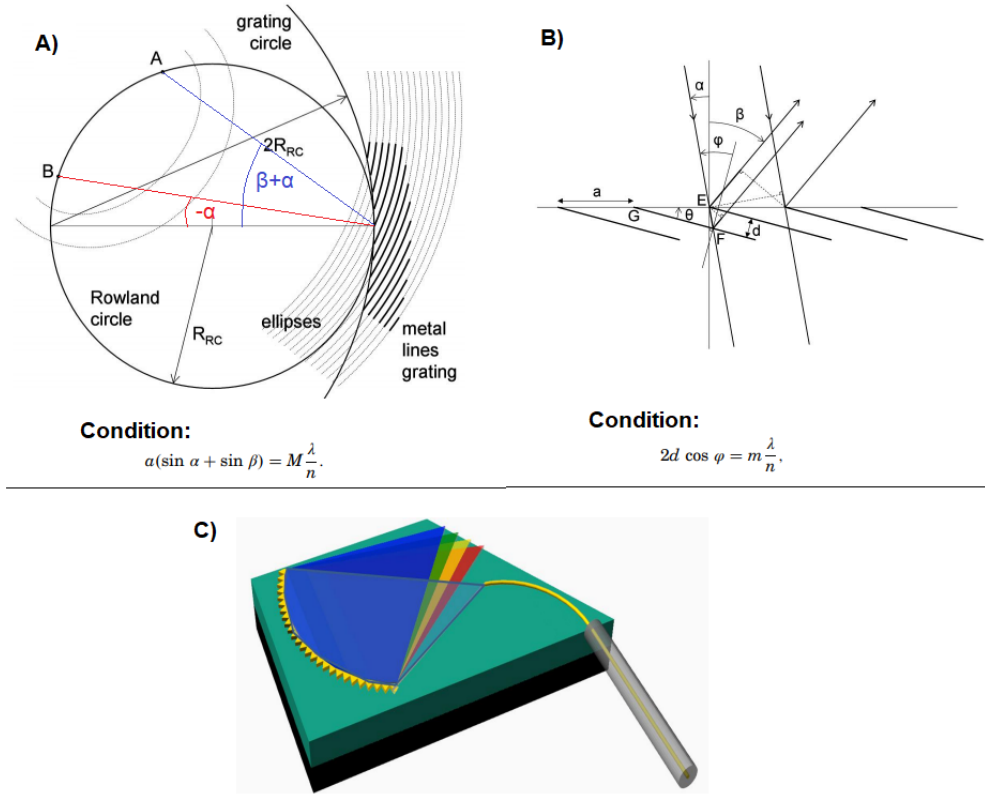 A)
grating
circle
A
B
2R_RC
β+α
-α
Rowland
circle
R_RC
ellipses
metal
lines
grating
Condition:
a(sin α + sin β) = M λ/n.
B)
α
β
φ
a
E
G
θ
F
d
Condition:
2d cos φ = m λ/n,
C)